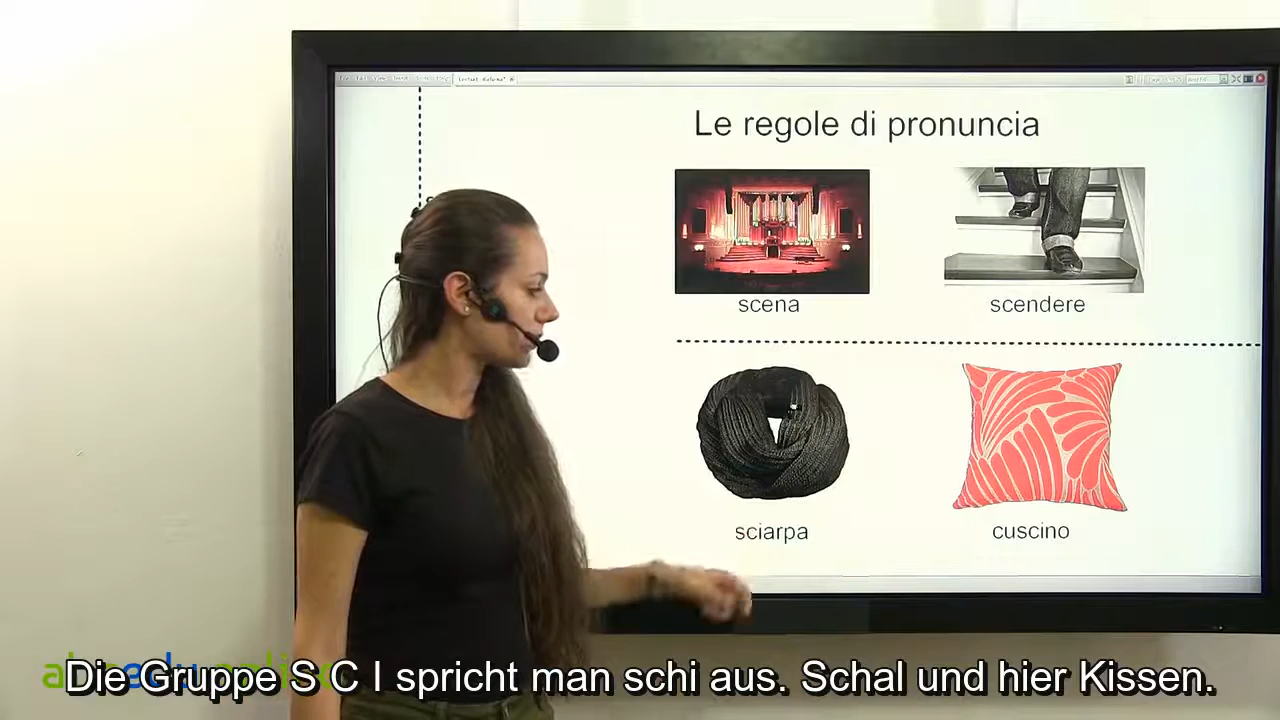 Le regole di pronuncia
scena
scendere
sciarpa
cuscino
Die Gruppe S C I spricht man schi aus. Schal und hier Kissen.